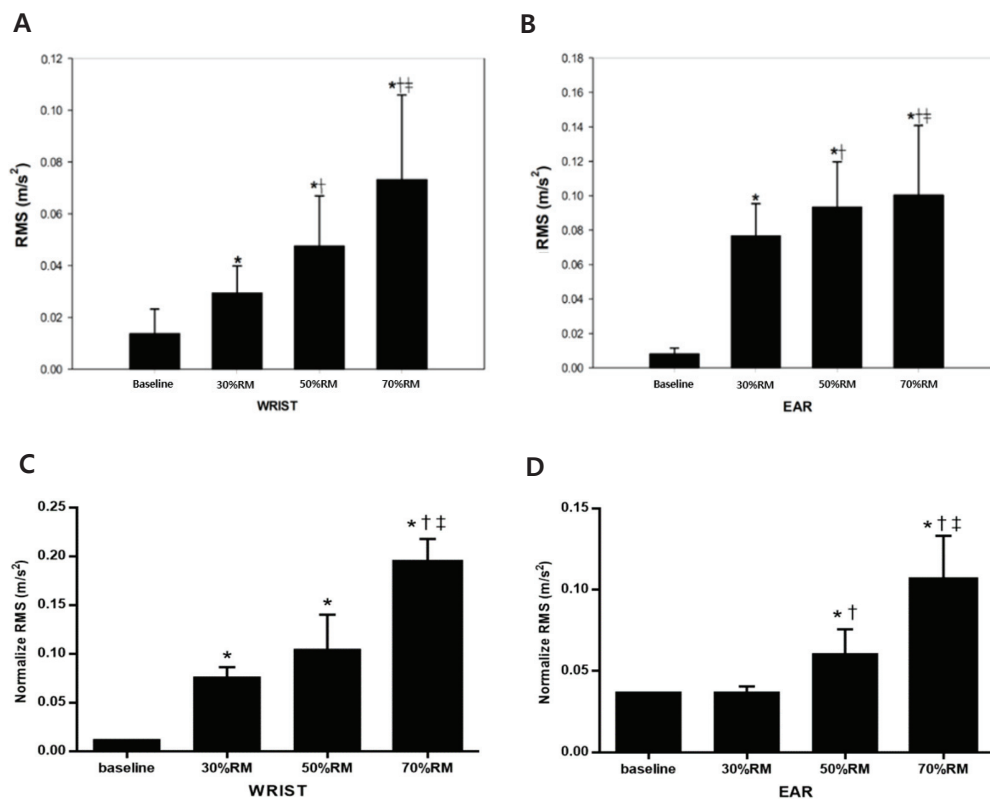 A
RMS (m/s²)
0.12
0.10
0.08
0.06
0.04
0.02
0.00
*
*†
*†‡
Baseline 30%RM 50%RM 70%RM
WRIST
B
RMS (m/s²)
0.18
0.16
0.14
0.12
0.10
0.08
0.06
0.04
0.02
0.00
*
*†
*†‡
Baseline 30%RM 50%RM 70%RM
EAR
C
Normalize RMS (m/s²)
0.25
0.20
0.15
0.10
0.05
0.00
*
*
* † ‡
baseline 30%RM 50%RM 70%RM
WRIST
D
Normalize RMS (m/s²)
0.15
0.10
0.05
0.00
* †
* † ‡
baseline 30%RM 50%RM 70%RM
EAR